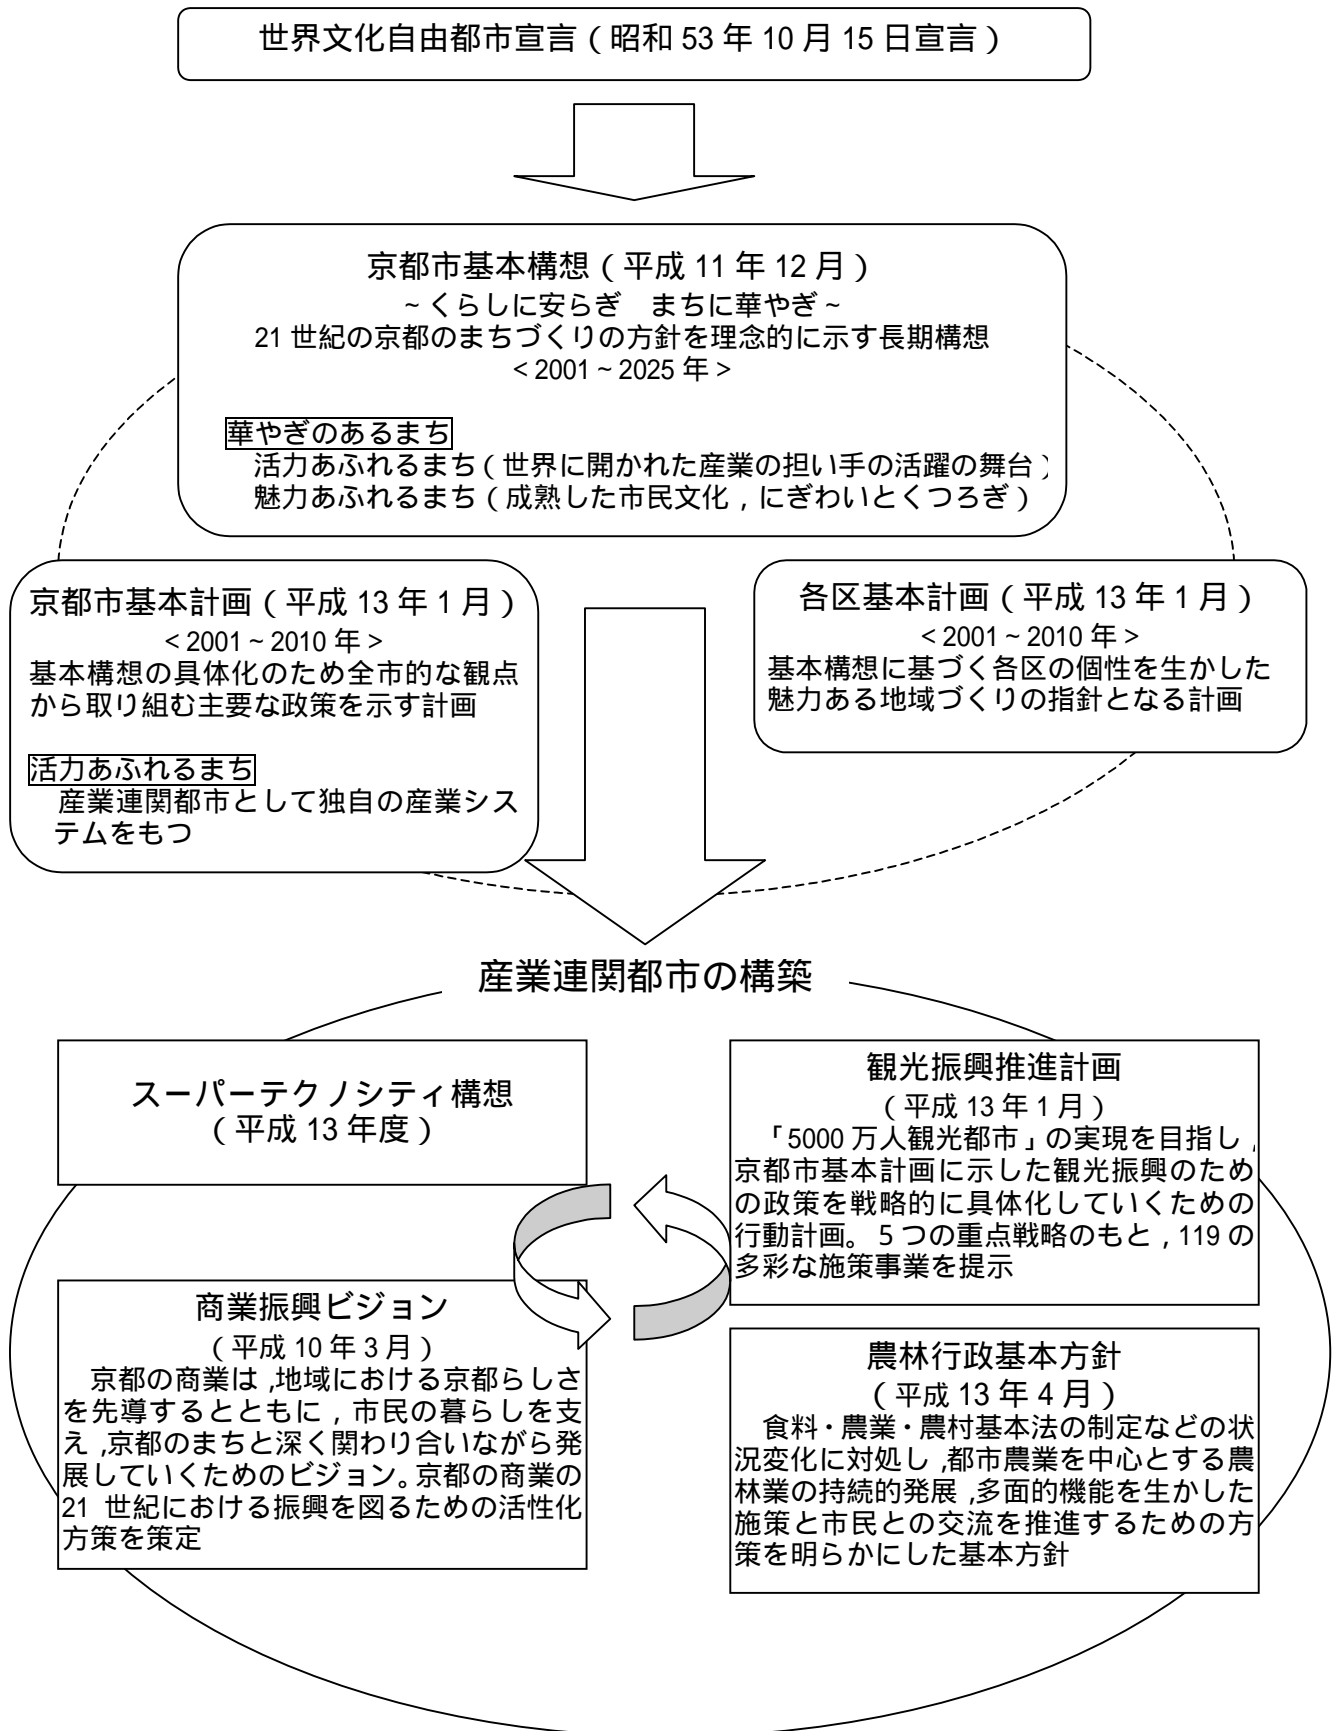 世界文化自由都市宣言（昭和 53 年 10 月 15 日宣言）
京都市基本構想（平成 11 年 12 月）
~ くらしに安らぎ　まちに華やぎ ~
21 世紀の京都のまちづくりの方針を理念的に示す長期構想
< 2001 ~ 2025 年 >
華やぎのあるまち
活力あふれるまち（世界に開かれた産業の担い手の活躍の舞台）
魅力あふれるまち（成熟した市民文化，にぎわいとくつろぎ）
京都市基本計画（平成 13 年 1 月）
< 2001 ~ 2010 年 >
基本構想の具体化のため全市的な観点
から取り組む主要な政策を示す計画
活力あふれるまち
産業連関都市として独自の産業シス
テムをもつ
各区基本計画（平成 13 年 1 月）
< 2001 ~ 2010 年 >
基本構想に基づく各区の個性を生かした
魅力ある地域づくりの指針となる計画
産業連関都市の構築
スーパーテクノシティ構想
（平成 13 年度）
観光振興推進計画
（平成 13 年 1 月）
「5000 万人観光都市」の実現を目指し，
京都市基本計画に示した観光振興のため
の政策を戦略的に具体化していくための
行動計画。5 つの重点戦略のもと，119 の
多彩な施策事業を提示
商業振興ビジョン
（平成 10 年 3 月）
京都の商業は，地域における京都らしさ
を先導するとともに，市民の暮らしを支
え，京都のまちと深く関わり合いながら発
展していくためのビジョン。京都の商業の
21 世紀における振興を図るための活性化
方策を策定
農林行政基本方針
（平成 13 年 4 月）
食料・農業・農村基本法の制定などの状
況変化に対処し，都市農業を中心とする農
林業の持続的発展，多面的機能を生かした
施策と市民との交流を推進するための方
策を明らかにした基本方針